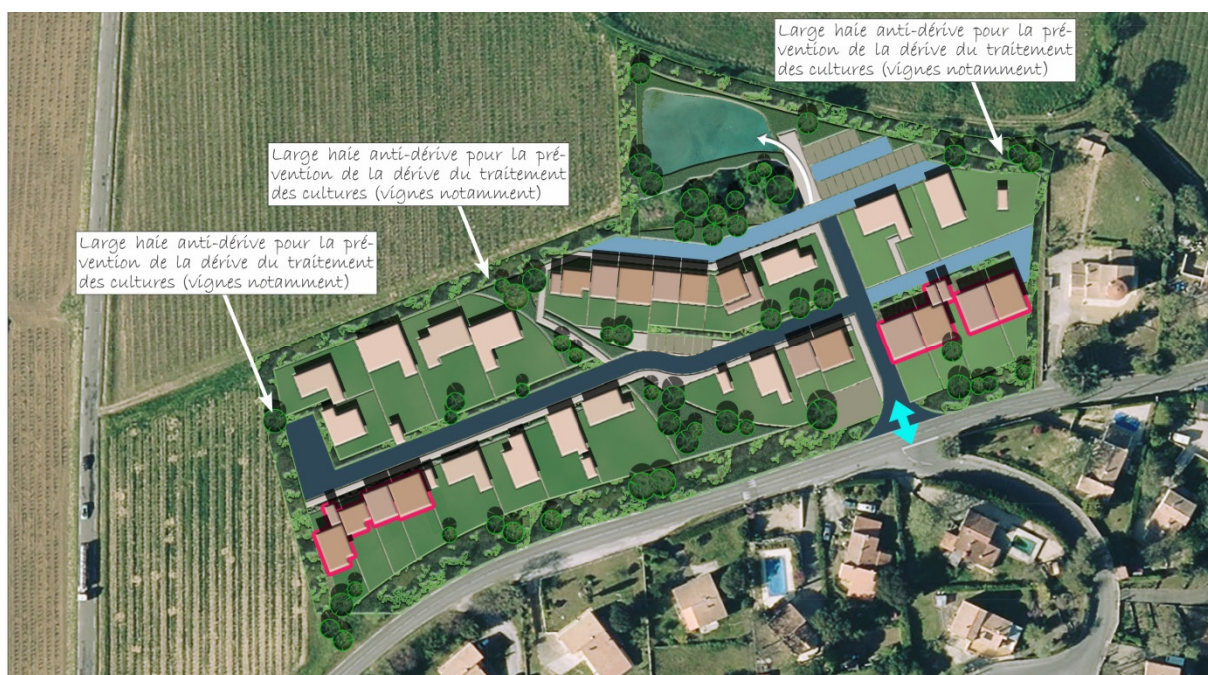 Large haie anti-dérive pour la pré-
vention de la dérive du traitement
des cultures (vignes notamment)
Large haie anti-dérive pour la pré-
vention de la dérive du traitement
des cultures (vignes notamment)
Large haie anti-dérive pour la pré-
vention de la dérive du traitement
des cultures (vignes notamment)